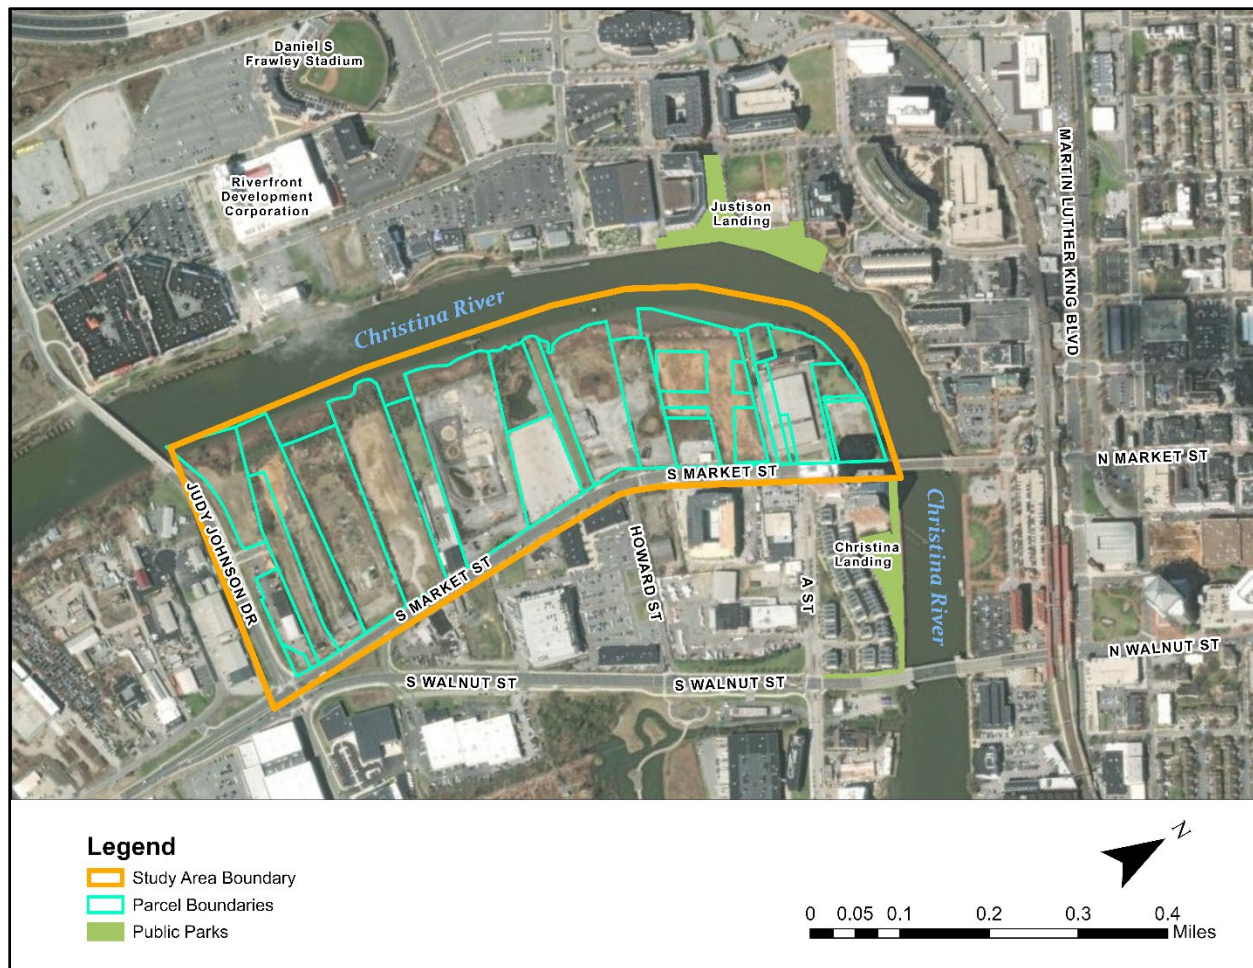 Daniel S
Frawley Stadium
Riverfront
Development
Corporation
Justison
Landing
MARTIN LUTHER KING BLVD
Christina River
S MARKET ST
N MARKET ST
JUDY JOHNSON DR
S MARKET ST
HOWARD ST
A ST
Christina
Landing
Christina River
N WALNUT ST
S WALNUT ST
S WALNUT ST
Legend
Study Area Boundary
Parcel Boundaries
Public Parks
N
0 0.05 0.1 0.2 0.3 0.4
Miles